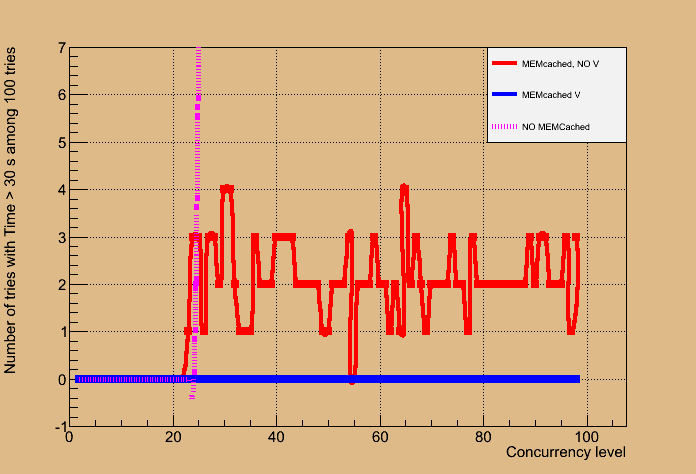 Number of tries with Time > 30 s among 100 tries
7
6
5
4
3
2
1
0
-1
0 20 40 60 80 100
Concurrency level
MEMcached, NO V
MEMcached V
NO MEMCached